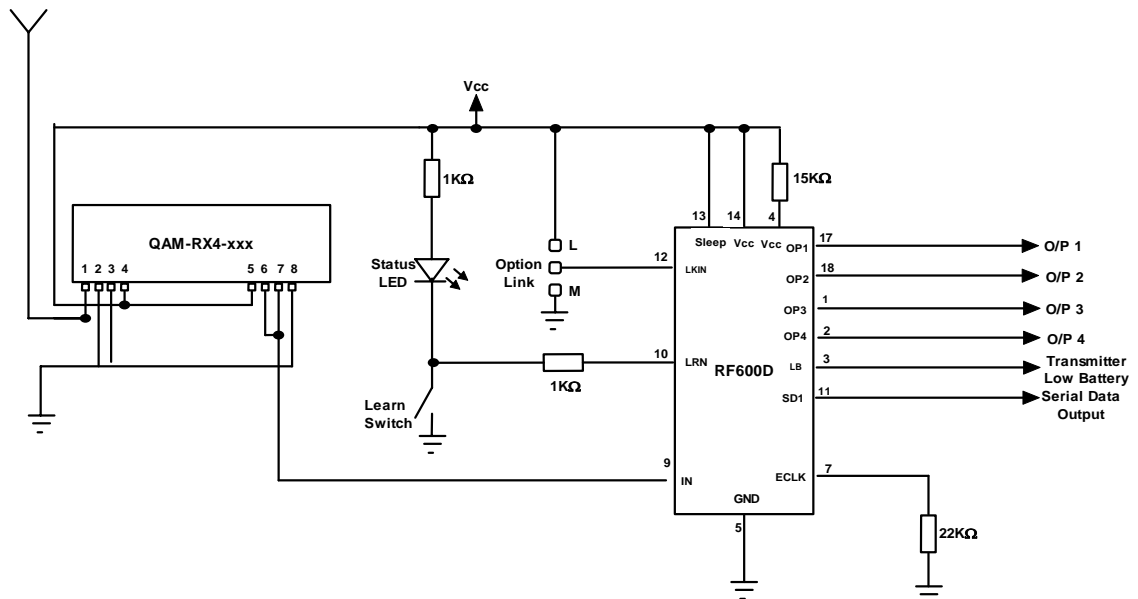 Vcc
1KΩ
15KΩ
QAM-RX4-xxx
1 2 3 4 5 6 7 8
Status
LED
Option
Link
L
M
12
13 14 4
Sleep Vcc Vcc
LKIN
OP1
17
O/P 1
OP2
18
O/P 2
OP3
1
O/P 3
OP4
2
O/P 4
10
LRN
RF600D
LB
3
Transmitter
Low Battery
1KΩ
SD1
11
Serial Data
Output
Learn
Switch
9
IN
ECLK
7
GND
5
22KΩ